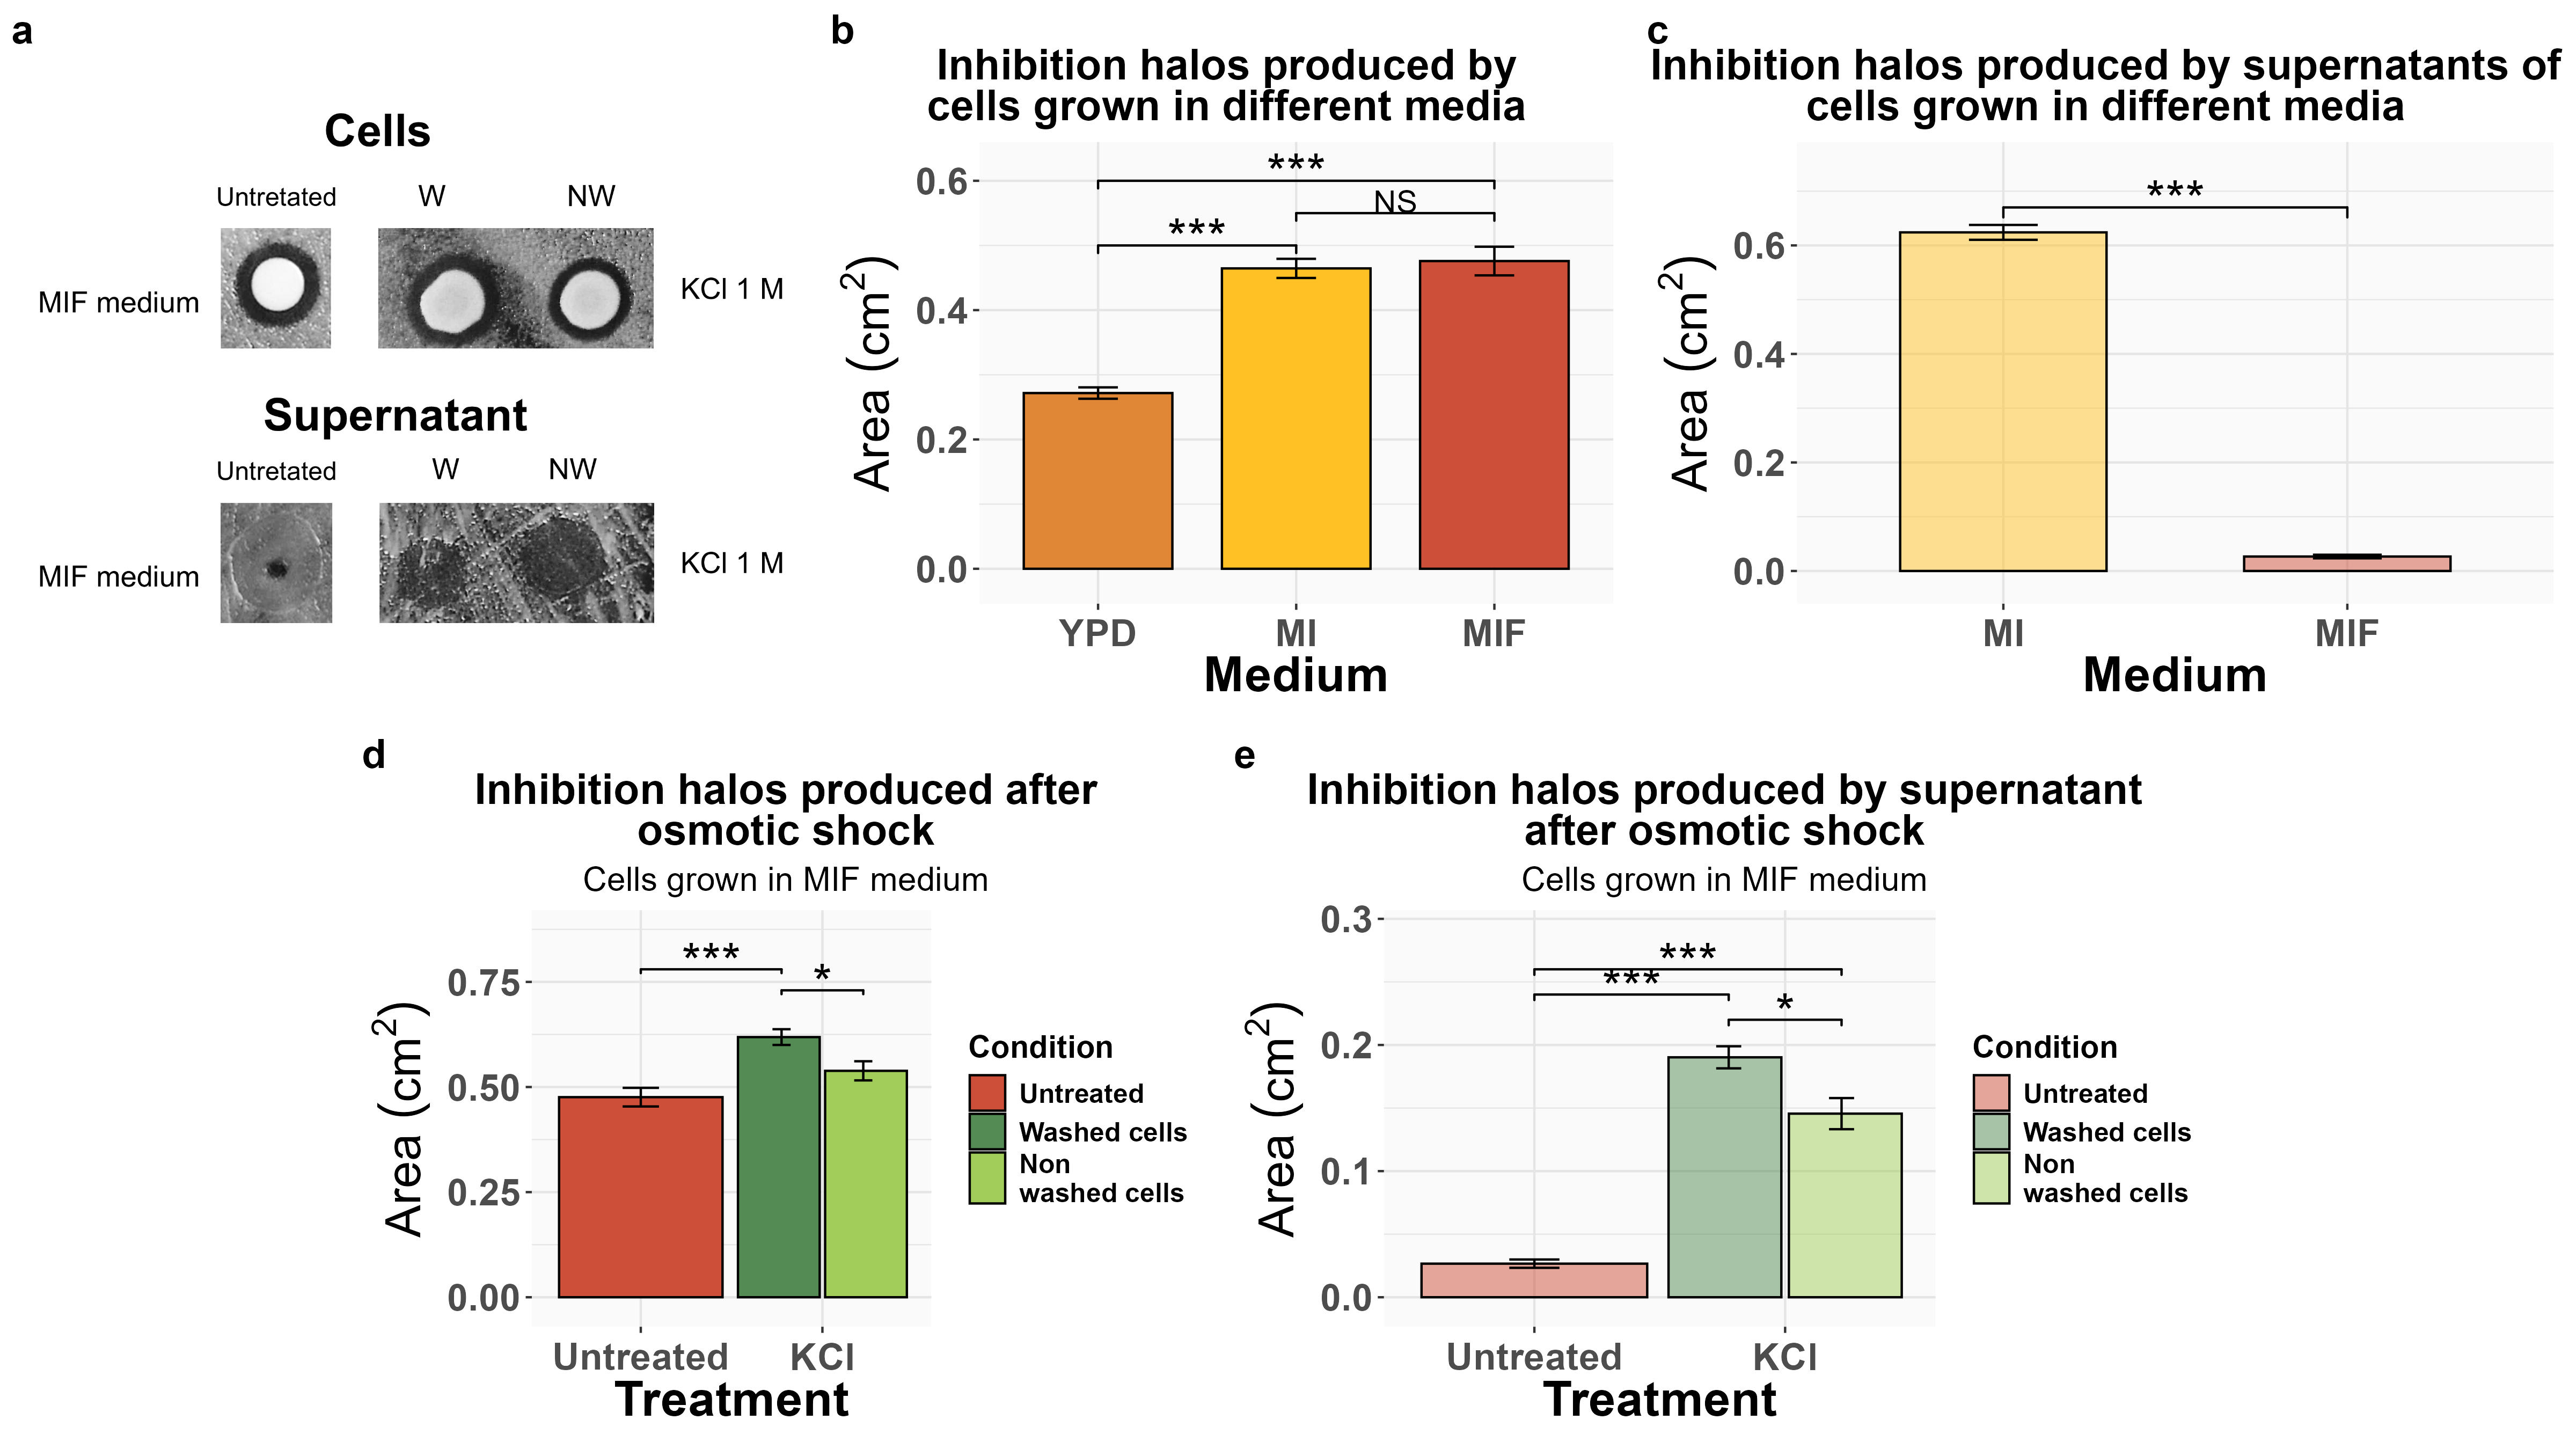 a
Cells
Untretated
W
NW
MIF medium
KCl 1 M
Supernatant
Untretated
W
NW
MIF medium
KCl 1 M
b
Inhibition halos produced by
cells grown in different media
Area (cm²)
0.6
0.4
0.2
0.0
***
NS
***
YPD
MI
MIF
Medium
c
Inhibition halos produced by supernatants of
cells grown in different media
Area (cm²)
0.6
0.4
0.2
0.0
***
MI
MIF
Medium
d
Inhibition halos produced after
osmotic shock
Cells grown in MIF medium
Area (cm²)
0.75
0.50
0.25
0.00
***
*
Untreated
KCl
Treatment
Condition
Untreated
Washed cells
Non
washed cells
e
Inhibition halos produced by supernatant
after osmotic shock
Cells grown in MIF medium
Area (cm²)
0.3
0.2
0.1
0.0
***
***
*
Untreated
KCl
Treatment
Condition
Untreated
Washed cells
Non
washed cells